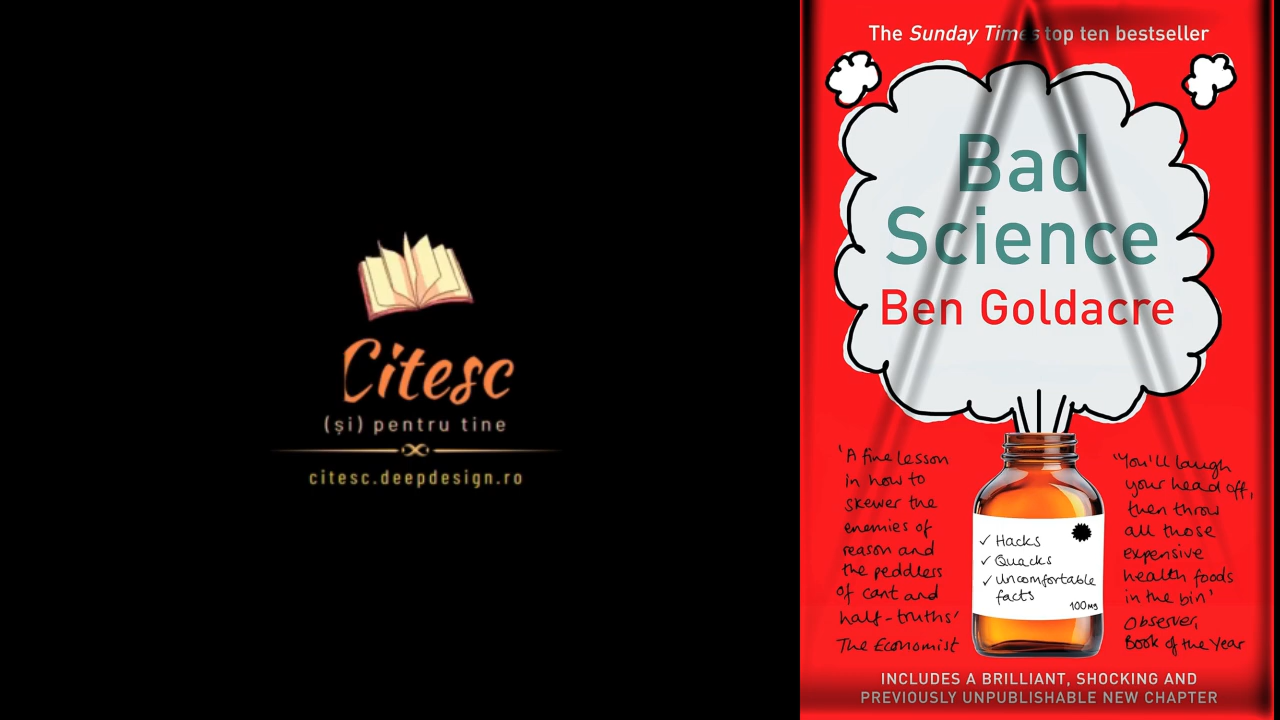 Citesc
(și) pentru tine
citesc.deepdesign.ro
The Sunday Times top ten bestseller
Bad
Science
Ben Goldacre
'A fine lesson
in how to
skewer the
enemies of
reason and
the peddlers
of cant and
half-truths'
The Economist
✓ Hacks
✓ Quacks
✓ Uncomfortable
facts
100mg
'You'll laugh
your head off,
then throw
all those
expensive
health foods
in the bin'
Observer,
Book of the Year
INCLUDES A BRILLIANT, SHOCKING AND
PREVIOUSLY UNPUBLISHABLE NEW CHAPTER